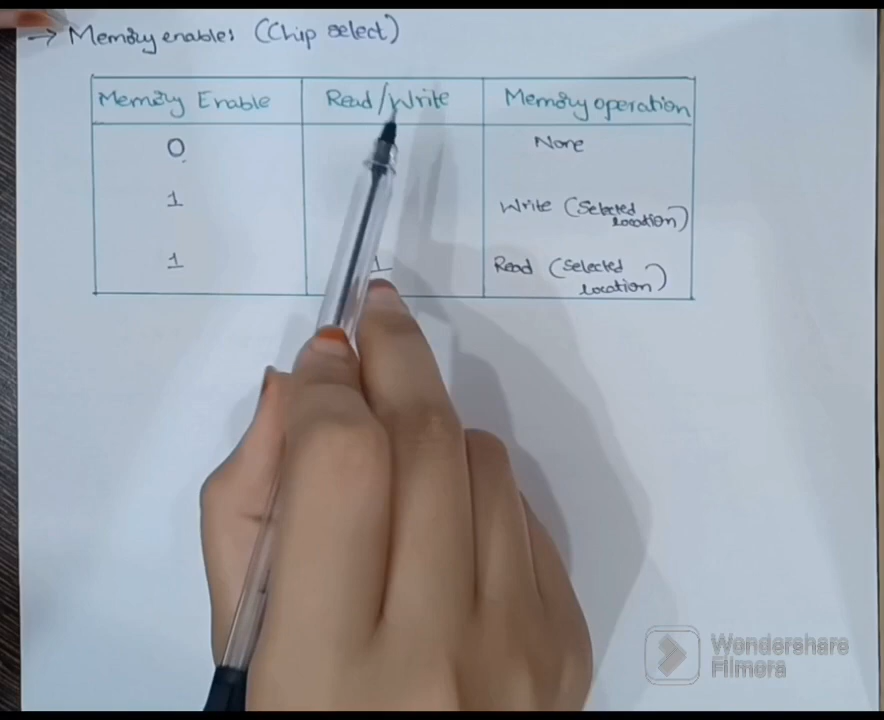 → Memory enables (Chip select)
Memory Enable Read/Write Memory operation
0 None
1 Write (Selected location)
1 1 Read (Selected location)
Wondershare
Filmora